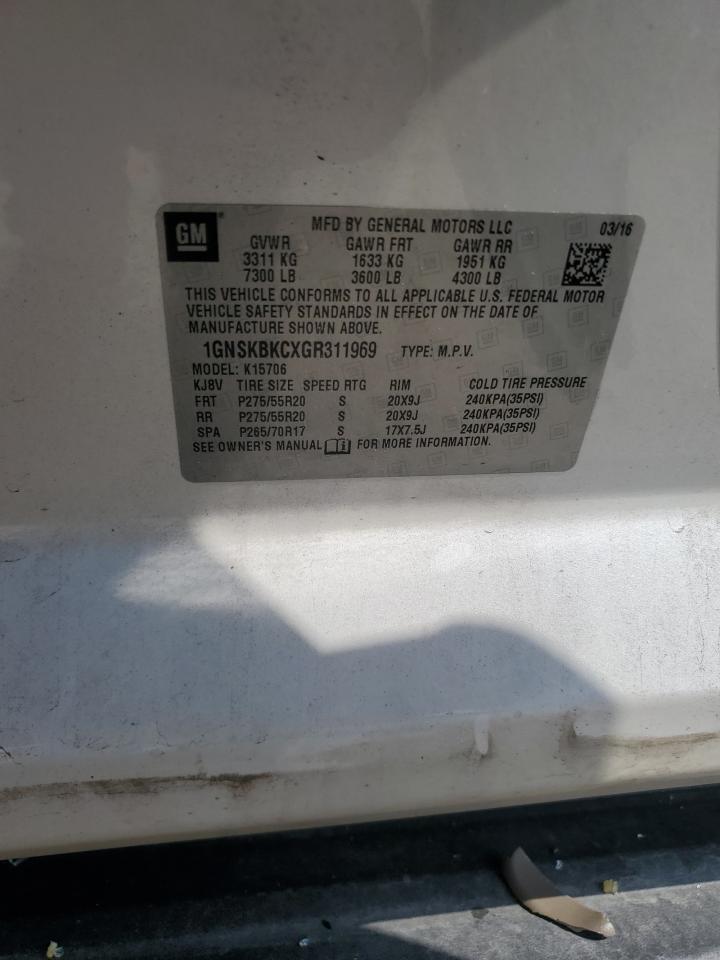 GM MFD BY GENERAL MOTORS LLC 03/16
GVWR GAWR FRT GAWR RR
3311 KG 1633 KG 1951 KG
7300 LB 3600 LB 4300 LB
THIS VEHICLE CONFORMS TO ALL APPLICABLE U.S. FEDERAL MOTOR
VEHICLE SAFETY STANDARDS IN EFFECT ON THE DATE OF
MANUFACTURE SHOWN ABOVE.
1GNSKBKCXGR311969 TYPE: M.P.V.
MODEL: K15706
KJ8V TIRE SIZE SPEED RTG RIM COLD TIRE PRESSURE
FRT P275/55R20 S 20X9J 240KPA(35PSI)
RR P275/55R20 S 20X9J 240KPA(35PSI)
SPA P265/70R17 S 17X7.5J 240KPA(35PSI)
SEE OWNER'S MANUAL FOR MORE INFORMATION.